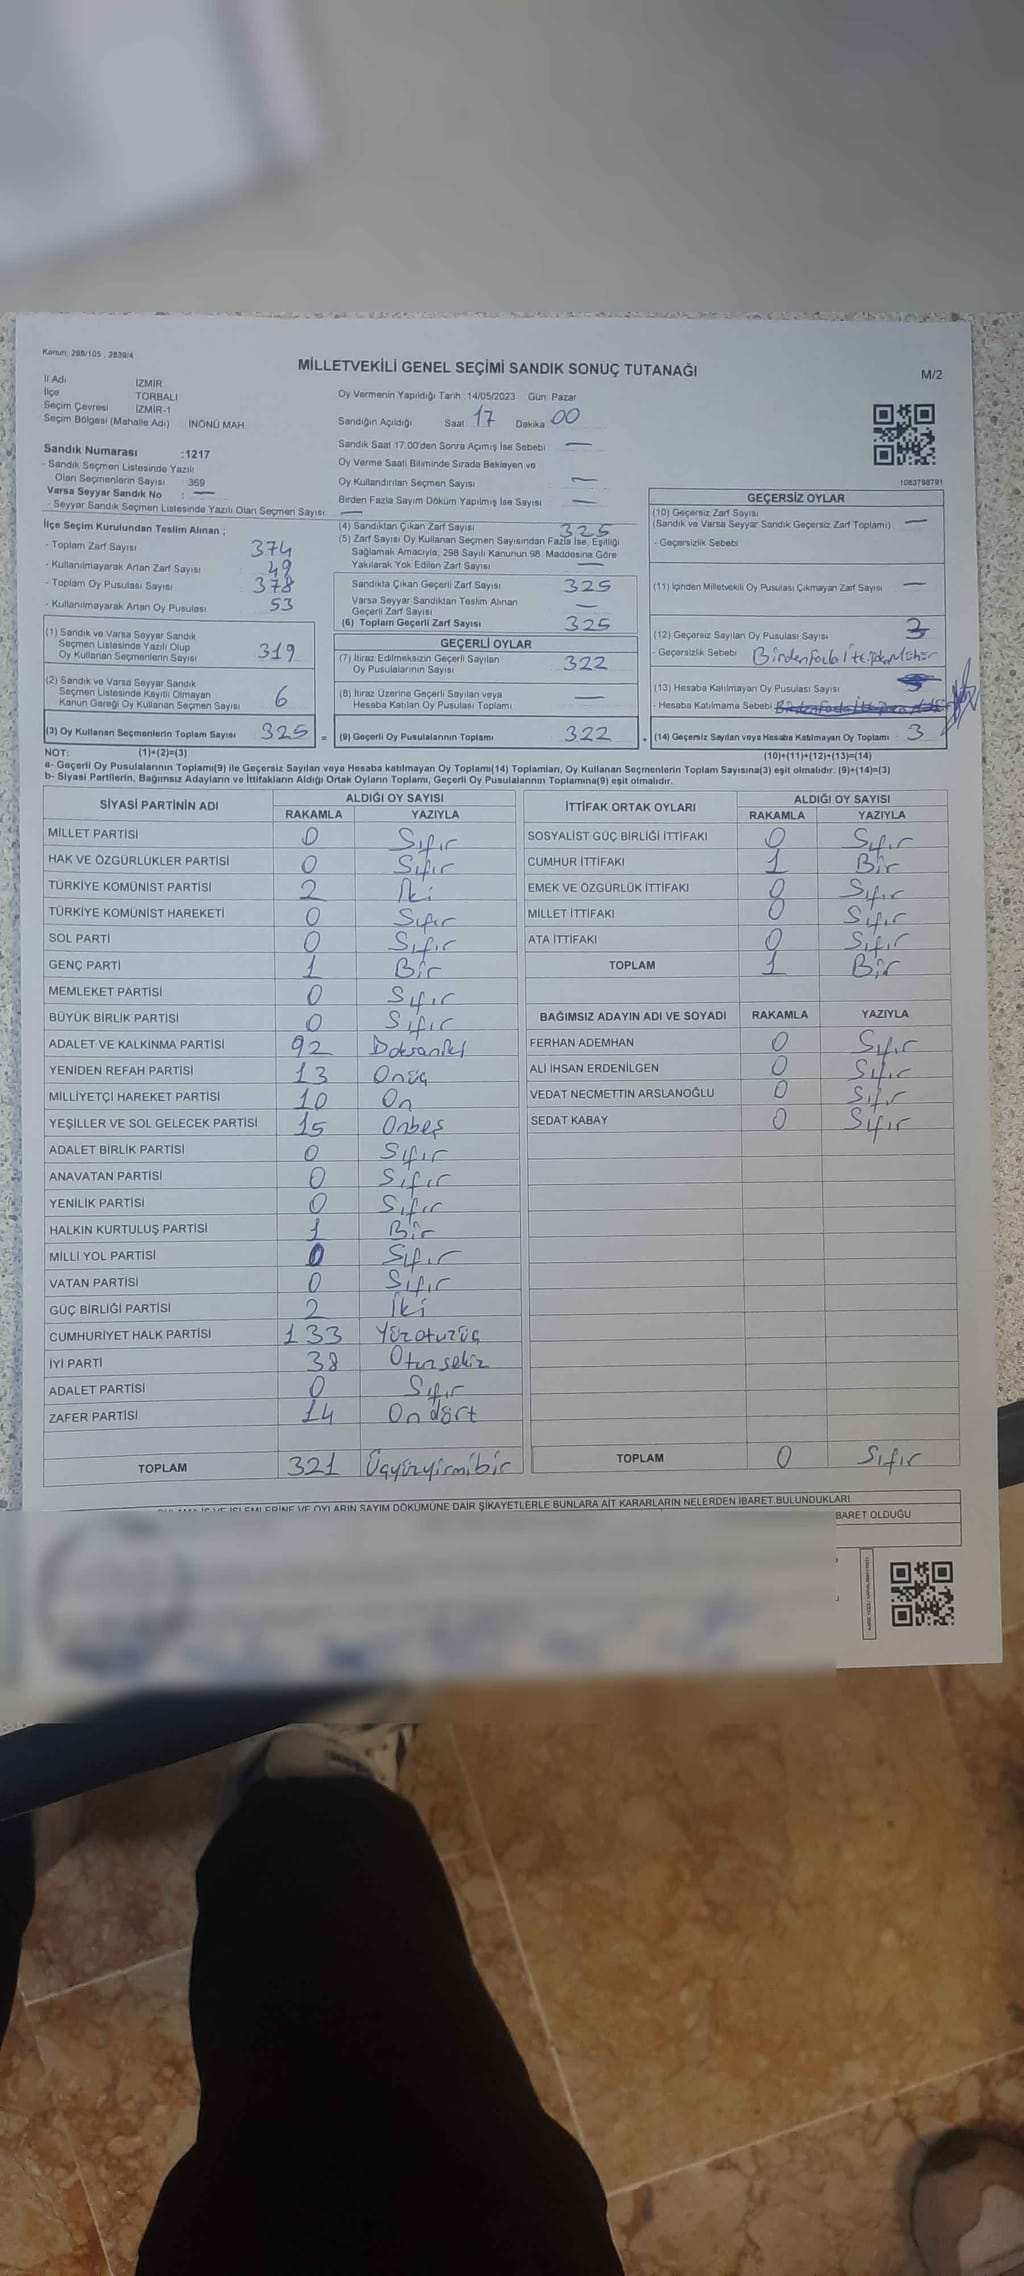 Kanun: 298/105 , 2839/4
MİLLETVEKİLİ GENEL SEÇİMİ SANDIK SONUÇ TUTANAĞI
M/2
İl Adı İZMİR
İlçe TORBALI
Seçim Çevresi İZMİR-1
Seçim Bölgesi (Mahalle Adı) İNÖNÜ MAH.
Oy Vermenin Yapıldığı Tarih :14/05/2023 Gün: Pazar
Sandığın Açıldığı Saat 17 Dakika 00
Sandık Saat 17:00'den Sonra Açımış İse Sebebi —
Oy Verme Saati Bitiminde Sırada Bekleyen ve
Oy Kullandırılan Seçmen Sayısı —
Birden Fazla Sayım Döküm Yapılmış İse Sayısı —
1083798791
Sandık Numarası :1217
- Sandık Seçmen Listesinde Yazılı
Olan Seçmenlerin Sayısı : 369
Varsa Seyyar Sandık No : —
- Seyyar Sandık Seçmen Listesinde Yazılı Olan Seçmen Sayısı: —
İlçe Seçim Kurulundan Teslim Alınan ;
- Toplam Zarf Sayısı 374
- Kullanılmayarak Artan Zarf Sayısı 49
- Toplam Oy Pusulası Sayısı 378
- Kullanılmayarak Artan Oy Pusulası 53
(1) Sandık ve Varsa Seyyar Sandık
Seçmen Listesinde Yazılı Olup
Oy Kullanan Seçmenlerin Sayısı 319
(2) Sandık ve Varsa Seyyar Sandık
Seçmen Listesinde Kayıtlı Olmayan
Kanun Gereği Oy Kullanan Seçmen Sayısı 6
(3) Oy Kullanan Seçmenlerin Toplam Sayısı 325 =
(4) Sandıktan Çıkan Zarf Sayısı 325
(5) Zarf Sayısı Oy Kullanan Seçmen Sayısından Fazla İse, Eşitliği
Sağlamak Amacıyla, 298 Sayılı Kanunun 98. Maddesine Göre
Yakılarak Yok Edilen Zarf Sayısı —
Sandıkta Çıkan Geçerli Zarf Sayısı 325
Varsa Seyyar Sandıktan Teslim Alınan
Geçerli Zarf Sayısı —
(6) Toplam Geçerli Zarf Sayısı 325
GEÇERLİ OYLAR
(7) İtiraz Edilmeksizin Geçerli Sayılan
Oy Pusulalarının Sayısı 322
(8) İtiraz Üzerine Geçerli Sayılan veya
Hesaba Katılan Oy Pusulası Toplamı —
(9) Geçerli Oy Pusulasının Toplamı 322 +
GEÇERSİZ OYLAR
(10) Geçersiz Zarf Sayısı
(Sandık ve Varsa Seyyar Sandık Geçersiz Zarf Toplamı) —
- Geçersizlik Sebebi
(11) İçinden Milletvekili Oy Pusulası Çıkmayan Zarf Sayısı —
(12) Geçersiz Sayılan Oy Pusulası Sayısı 3
- Geçersizlik Sebebi Birden Fazla İttifaka Mühür
(13) Hesaba Katılmayan Oy Pusulası Sayısı
- Hesaba Katılmama Sebebi
(14) Geçersiz Sayılan veya Hesaba Katılmayan Oy Toplamı 3
NOT: (1)+(2)=(3) (10)+(11)+(12)+(13)=(14)
a- Geçerli Oy Pusulalarının Toplamı(9) ile Geçersiz Sayılan veya Hesaba katılmayan Oy Toplamı(14) Toplamları, Oy Kullanan Seçmenlerin Toplam Sayısına(3) eşit olmalıdır. (9)+(14)=(3)
b- Siyasi Partilerin, Bağımsız Adayların ve İttifakların Aldığı Ortak Oyların Toplamı, Geçerli Oy Pusulalarının Toplamına(9) eşit olmalıdır.
SİYASİ PARTİNİN ADI ALDIĞI OY SAYISI
RAKAMLA YAZIYLA
MİLLET PARTİSİ 0 Sıfır
HAK VE ÖZGÜRLÜKLER PARTİSİ 0 Sıfır
TÜRKİYE KOMÜNİST PARTİSİ 2 İki
TÜRKİYE KOMÜNİST HAREKETİ 0 Sıfır
SOL PARTİ 0 Sıfır
GENÇ PARTİ 1 Bir
MEMLEKET PARTİSİ 0 Sıfır
BÜYÜK BİRLİK PARTİSİ 0 Sıfır
ADALET VE KALKINMA PARTİSİ 92 Doksaniki
YENİDEN REFAH PARTİSİ 13 Onüç
MİLLİYETÇİ HAREKET PARTİSİ 10 On
YEŞİLLER VE SOL GELECEK PARTİSİ 15 Onbeş
ADALET BİRLİK PARTİSİ 0 Sıfır
ANAVATAN PARTİSİ 0 Sıfır
YENİLİK PARTİSİ 0 Sıfır
HALKIN KURTULUŞ PARTİSİ 1 Bir
MİLLİ YOL PARTİSİ 0 Sıfır
VATAN PARTİSİ 0 Sıfır
GÜÇ BİRLİĞİ PARTİSİ 2 İki
CUMHURİYET HALK PARTİSİ 133 Yüzotuzüç
İYİ PARTİ 38 Otuzsekiz
ADALET PARTİSİ 0 Sıfır
ZAFER PARTİSİ 14 On dört
TOPLAM 321 Üçyüzyirmibir
İTTİFAK ORTAK OYLARI ALDIĞI OY SAYISI
RAKAMLA YAZIYLA
SOSYALİST GÜÇ BİRLİĞİ İTTİFAKI 0 Sıfır
CUMHUR İTTİFAKI 1 Bir
EMEK VE ÖZGÜRLÜK İTTİFAKI 0 Sıfır
MİLLET İTTİFAKI 0 Sıfır
ATA İTTİFAKI 0 Sıfır
TOPLAM 1 Bir
BAĞIMSIZ ADAYIN ADI VE SOYADI RAKAMLA YAZIYLA
FERHAN ADEMHAN 0 Sıfır
ALİ İHSAN ERDENİLGEN 0 Sıfır
VEDAT NECMETTİN ARSLANOĞLU 0 Sıfır
SEDAT KABAY 0 Sıfır
TOPLAM 0 Sıfır
VE OYLARIN SAYIM DÖKÜMÜNE DAİR ŞİKAYETLERLE BUNLARA AİT KARARLARIN NELERDEN İBARET BULUNDUKLARI
BARET OLDUĞU